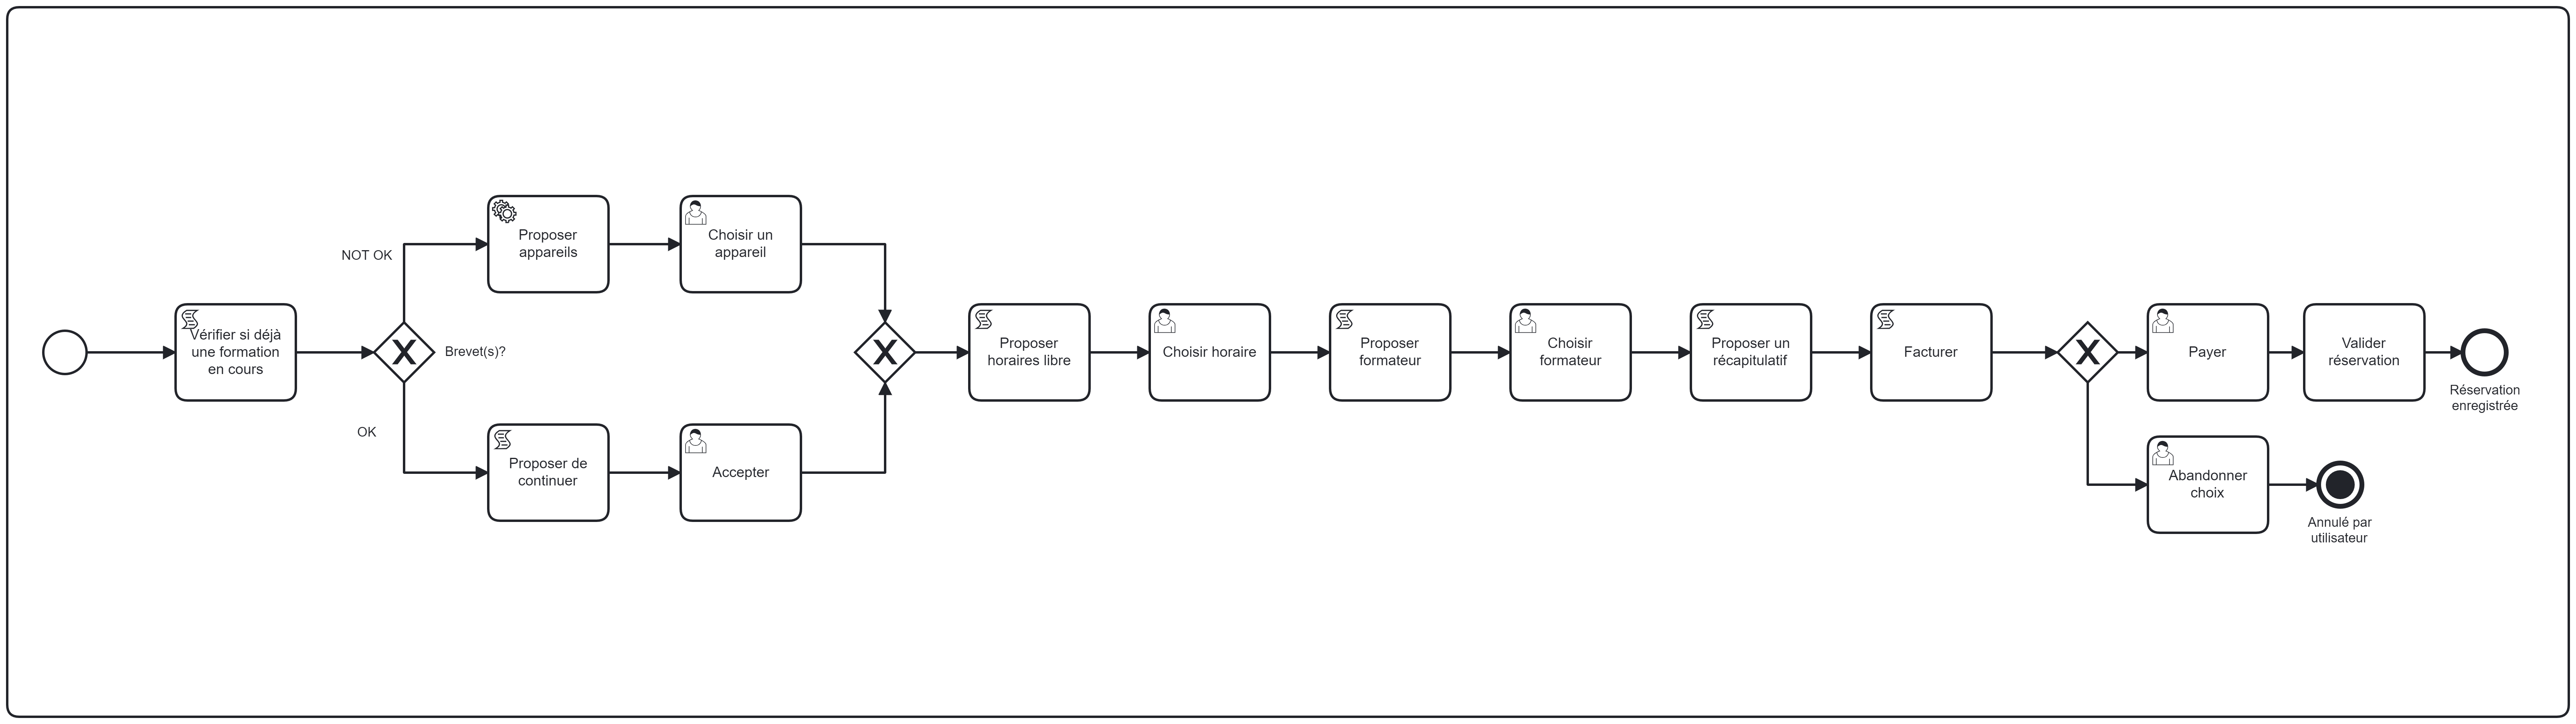 Vérifier si déjà
une formation
en cours
NOT OK
Brevet(s)?
OK
Proposer
appareils
Choisir un
appareil
Proposer de
continuer
Accepter
Proposer
horaires libre
Choisir horaire
Proposer
formateur
Choisir
formateur
Proposer un
récapitulatif
Facturer
Payer
Valider
réservation
Réservation
enregistrée
Abandonner
choix
Annulé par
utilisateur